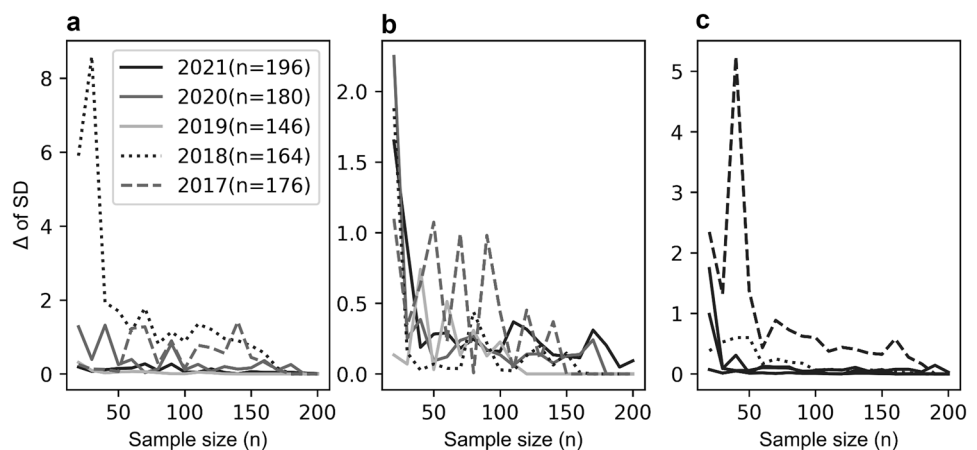 a
b
c
8
6
4
2
0
2021(n=196)
2020(n=180)
2019(n=146)
2018(n=164)
2017(n=176)
Δ of SD
50 100 150 200
Sample size (n)
2.0
1.5
1.0
0.5
0.0
50 100 150 200
Sample size (n)
5
4
3
2
1
0
50 100 150 200
Sample size (n)